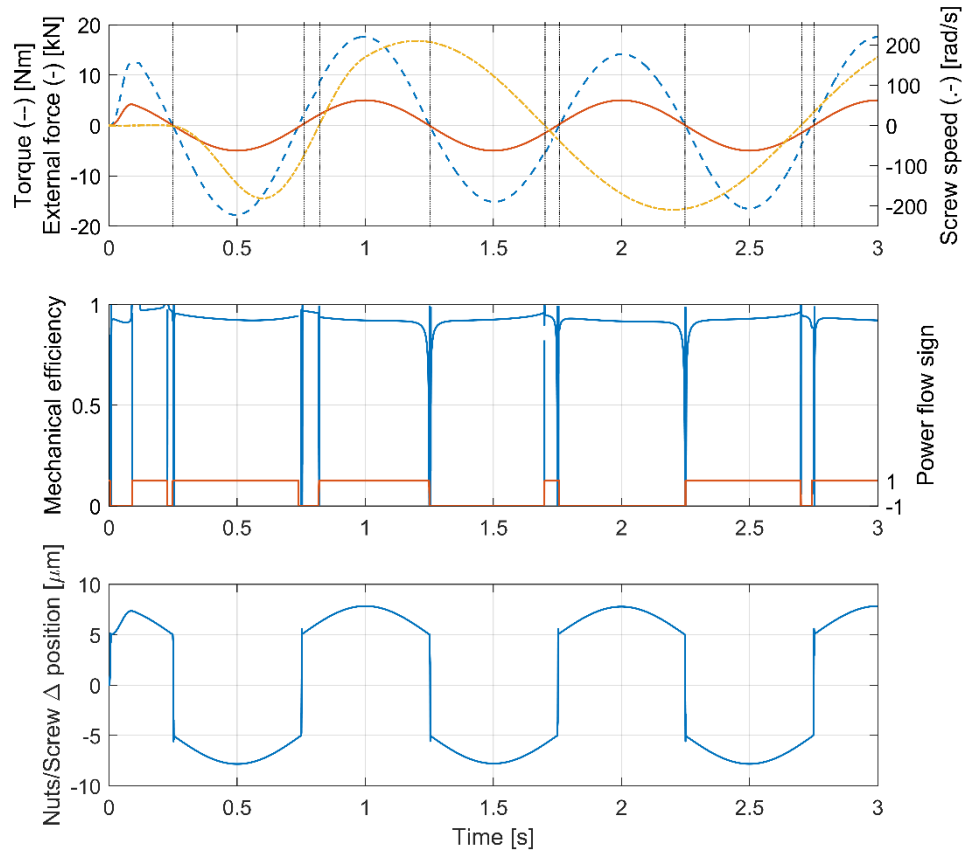 Torque (--) [Nm]
External force (-) [kN]
20
10
0
-10
-20
200
100
0
-100
-200
Screw speed (.-) [rad/s]
0 0.5 1 1.5 2 2.5 3
Mechanical efficiency
1
0.5
0
1
-1
Power flow sign
0 0.5 1 1.5 2 2.5 3
Nuts/Screw Δ position [μm]
10
5
0
-5
-10
0 0.5 1 1.5 2 2.5 3
Time [s]